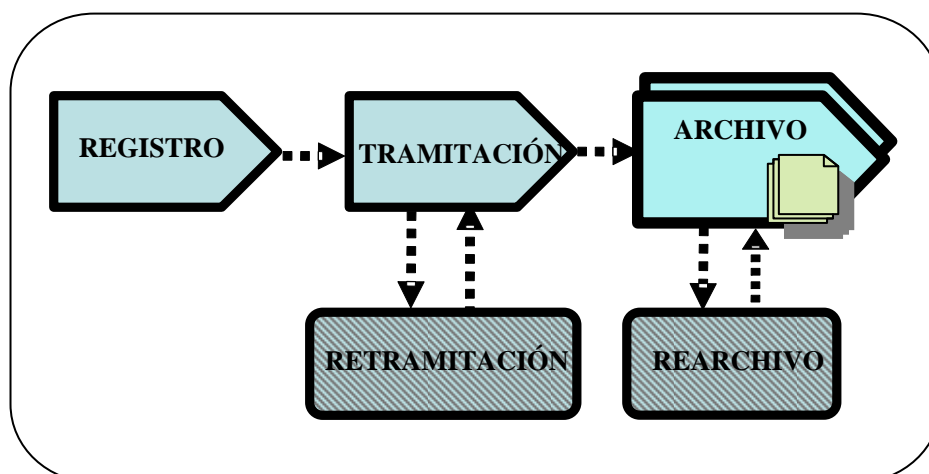 REGISTRO
TRAMITACIÓN
ARCHIVO
RETRAMITACIÓN
REARCHIVO